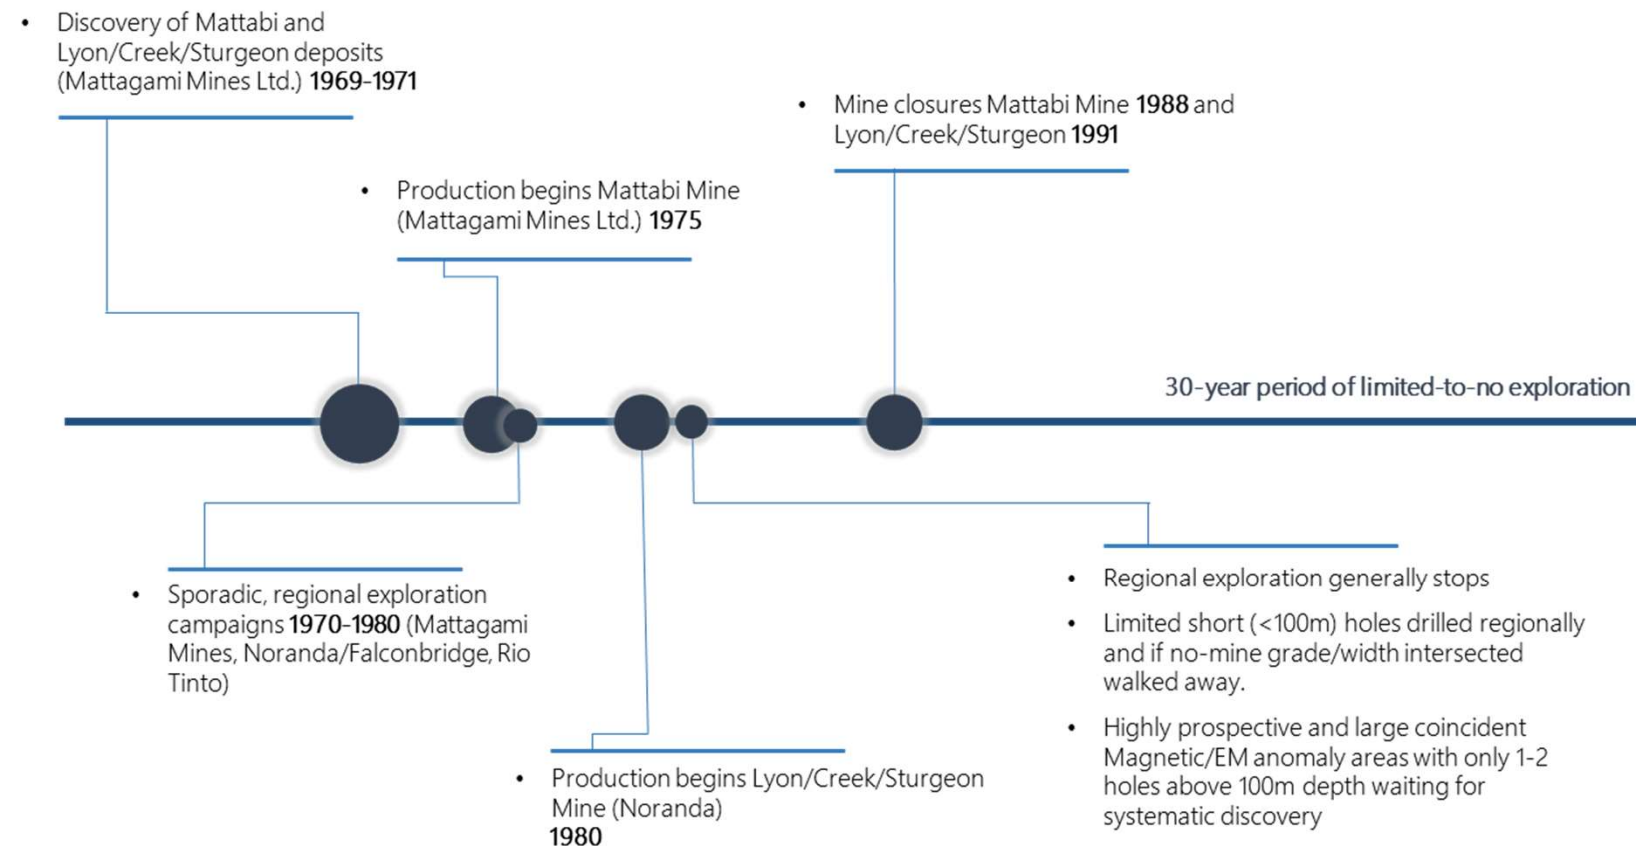 • Discovery of Mattabi and
Lyon/Creek/Sturgeon deposits
(Mattagami Mines Ltd.) 1969-1971
• Production begins Mattabi Mine
(Mattagami Mines Ltd.) 1975
• Mine closures Mattabi Mine 1988 and
Lyon/Creek/Sturgeon 1991
30-year period of limited-to-no exploration
• Sporadic, regional exploration
campaigns 1970-1980 (Mattagami
Mines, Noranda/Falconbridge, Rio
Tinto)
• Production begins Lyon/Creek/Sturgeon
Mine (Noranda)
1980
• Regional exploration generally stops
• Limited short (<100m) holes drilled regionally
and if no-mine grade/width intersected
walked away.
• Highly prospective and large coincident
Magnetic/EM anomaly areas with only 1-2
holes above 100m depth waiting for
systematic discovery